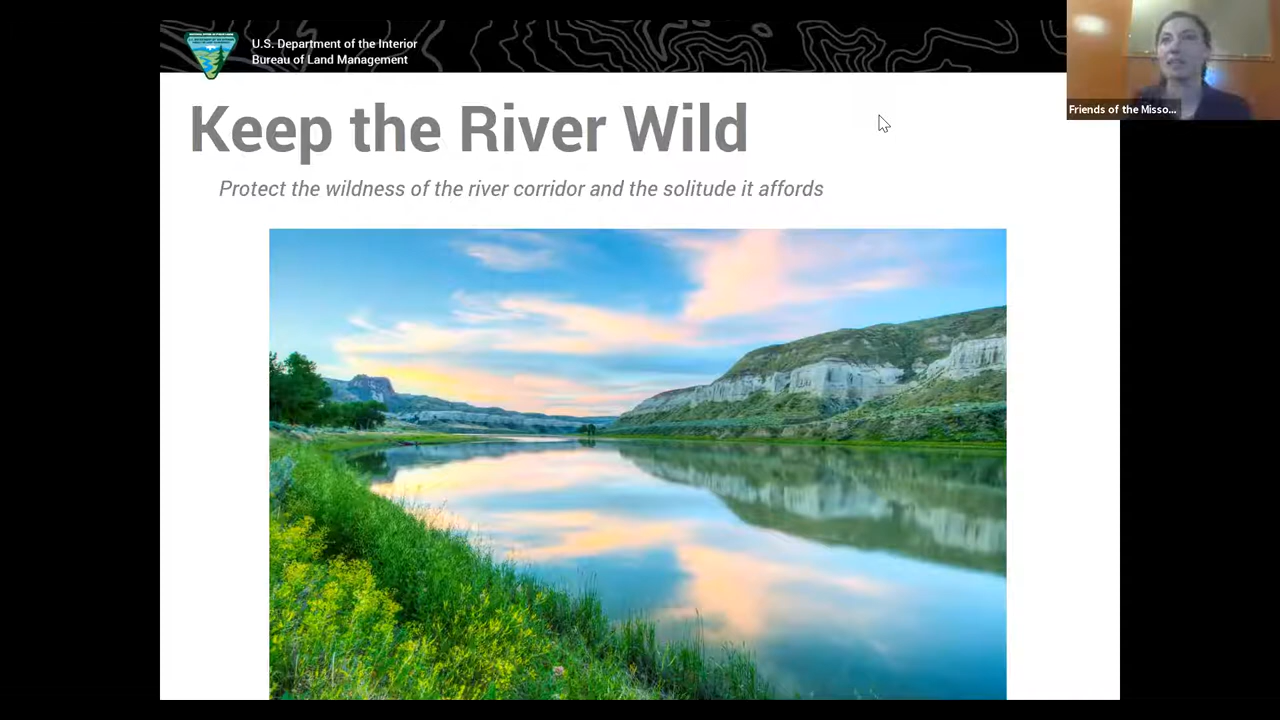 U.S. Department of the Interior
Bureau of Land Management
Keep the River Wild
Protect the wildness of the river corridor and the solitude it affords
Friends of the Misso...